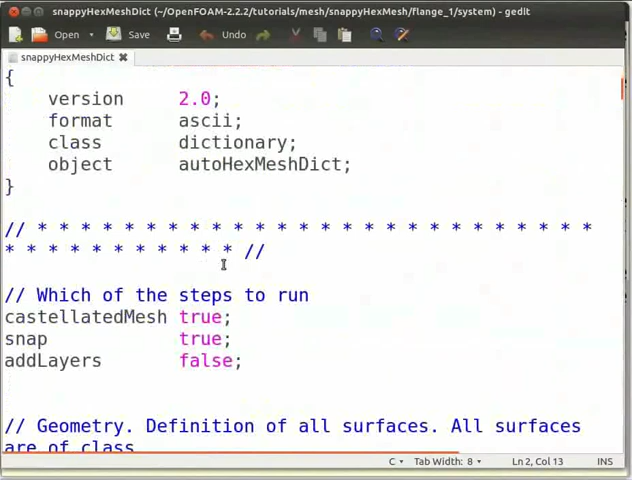 snappyHexMeshDict (~/OpenFOAM-2.2.2/tutorials/mesh/snappyHexMesh/flange_1/system) - gedit
Open Save Undo
snappyHexMeshDict
{
version 2.0;
format ascii;
class dictionary;
object autoHexMeshDict;
}
// * * * * * * * * * * * * * * * * * * * * * * * * * *
* * * * * * * * * * * //
// Which of the steps to run
castellatedMesh true;
snap true;
addLayers false;
// Geometry. Definition of all surfaces. All surfaces
are of class
C Tab Width: 8 Ln 2, Col 13 INS